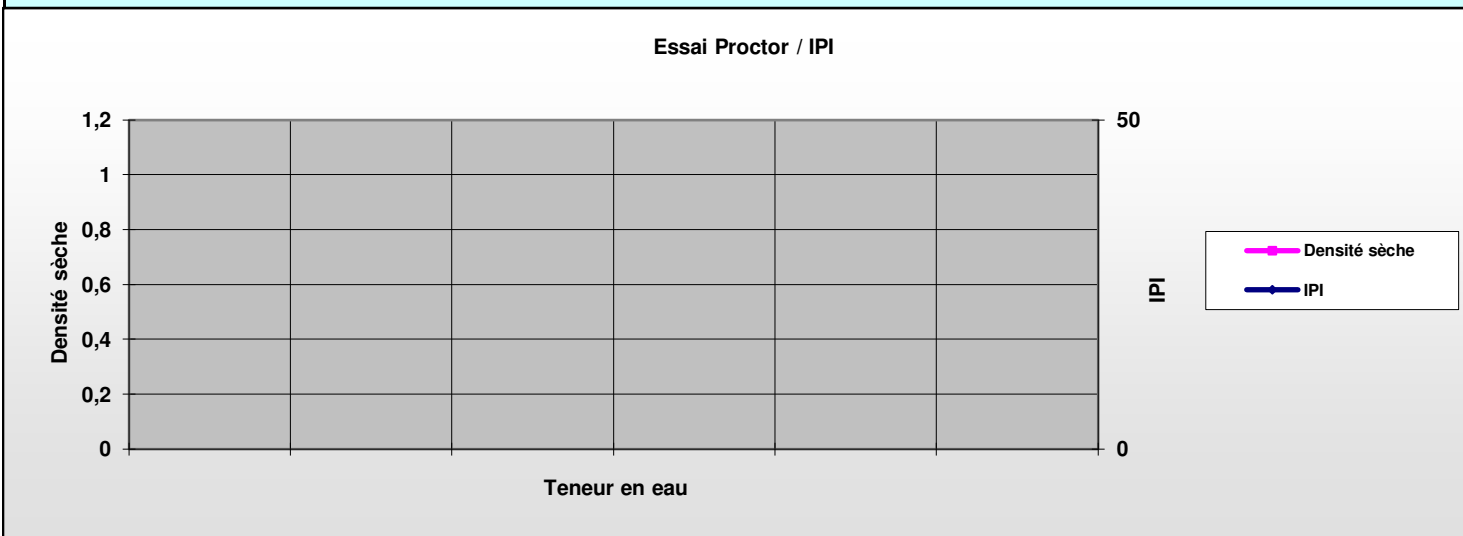 Essai Proctor / IPI
1,2
1
0,8
0,6
0,4
0,2
0
Densité sèche
50
0
IPI
Densité sèche
IPI
Teneur en eau